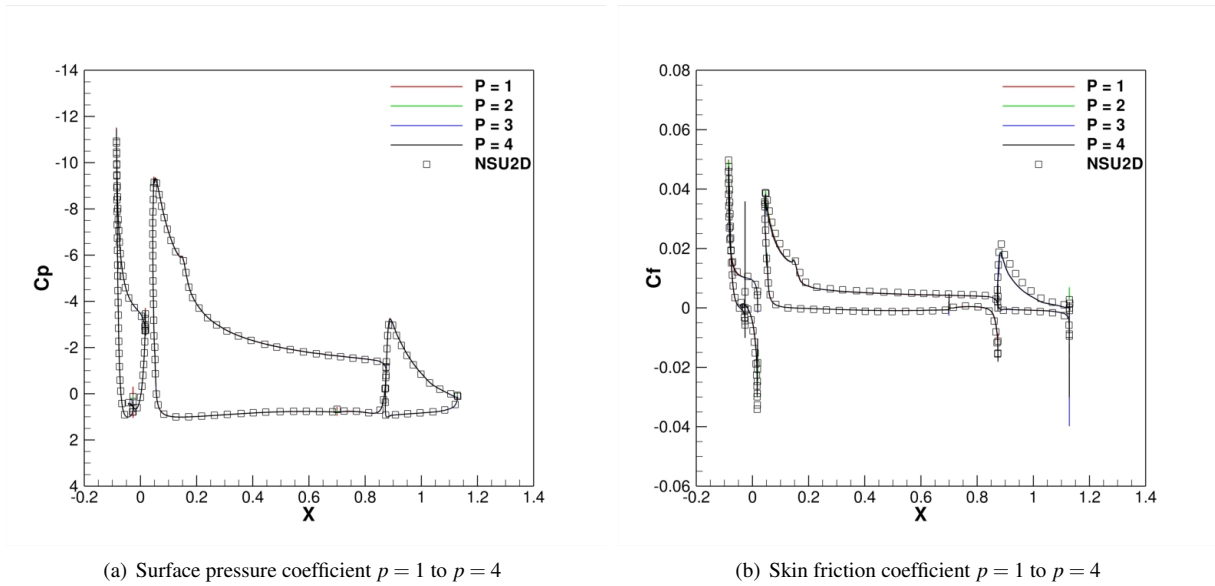 -14
-12
-10
-8
-6
-4
-2
0
2
4
Cp
-0.2 0 0.2 0.4 0.6 0.8 1 1.2 1.4
X
P = 1
P = 2
P = 3
P = 4
NSU2D
(a) Surface pressure coefficient p = 1 to p = 4
0.08
0.06
0.04
0.02
0
-0.02
-0.04
-0.06
Cf
-0.2 0 0.2 0.4 0.6 0.8 1 1.2 1.4
X
P = 1
P = 2
P = 3
P = 4
NSU2D
(b) Skin friction coefficient p = 1 to p = 4